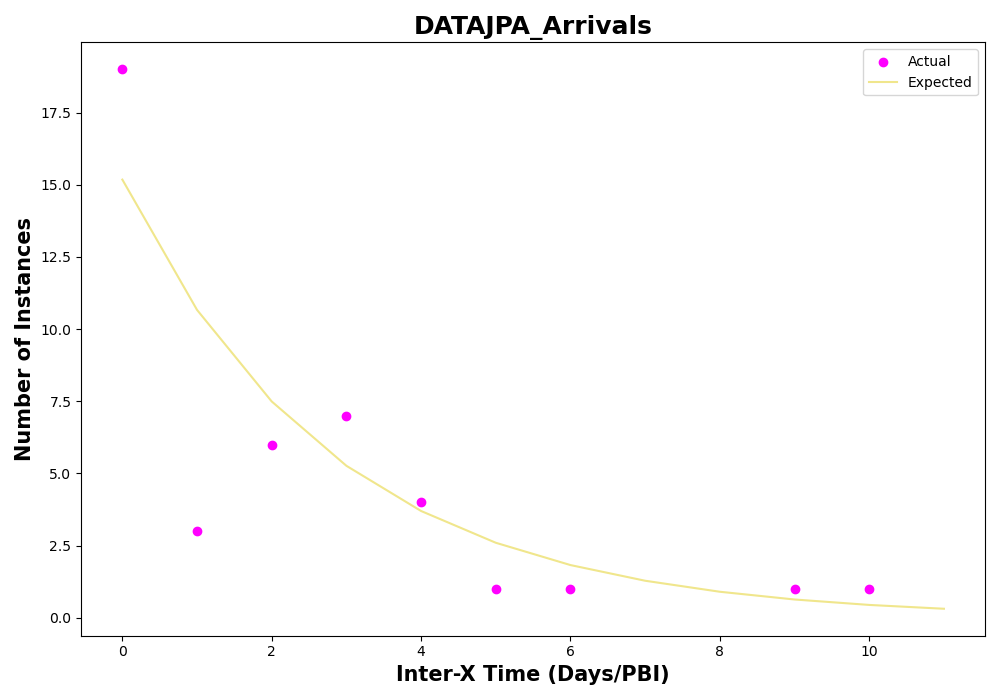 DATAJPA_Arrivals
Actual
Expected
Number of Instances
17.5
15.0
12.5
10.0
7.5
5.0
2.5
0.0
0 2 4 6 8 10
Inter-X Time (Days/PBI)